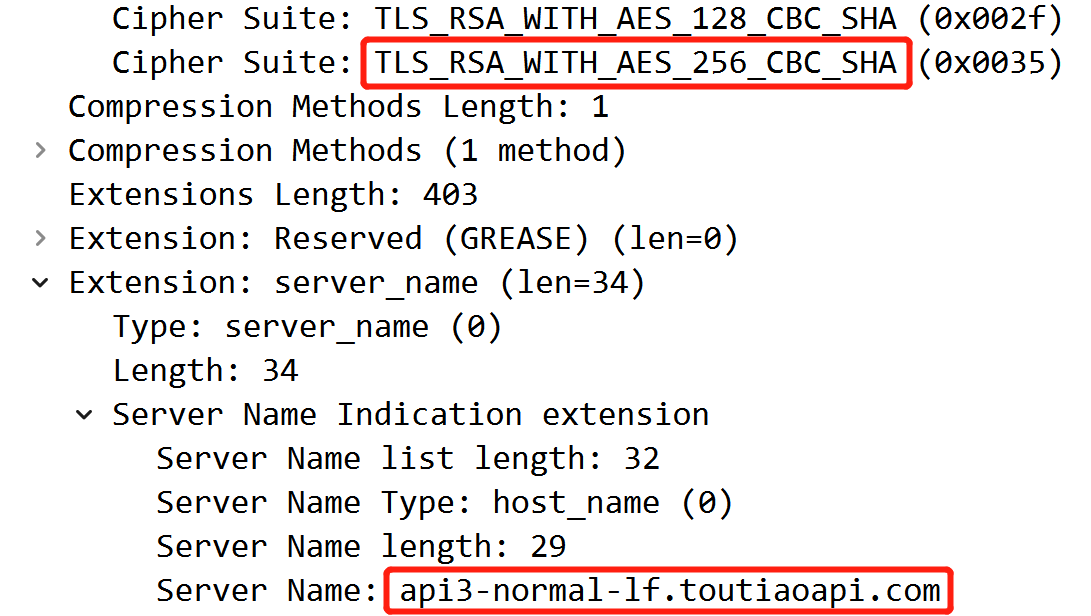 Cipher Suite: TLS_RSA_WITH_AES_128_CBC_SHA (0x002f)
Cipher Suite: TLS_RSA_WITH_AES_256_CBC_SHA (0x0035)
Compression Methods Length: 1
Compression Methods (1 method)
Extensions Length: 403
Extension: Reserved (GREASE) (len=0)
Extension: server_name (len=34)
Type: server_name (0)
Length: 34
Server Name Indication extension
Server Name list length: 32
Server Name Type: host_name (0)
Server Name length: 29
Server Name: api3-normal-lf.toutiaoapi.com